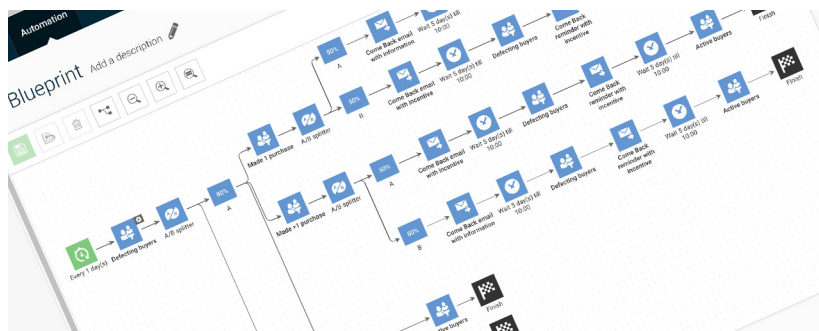 Automation
Blueprint Add a description
Every 1 day(s)
Defecting buyers
A/B splitter
90%
A
Made 1 purchase
A/B splitter
50%
A
Come Back email
with information
Wait 5 day(s) till
10:00
Defecting buyers
Come Back
reminder with
incentive
Finish
50%
B
Come Back email
with incentive
Wait 5 day(s) till
10:00
Defecting buyers
Come Back
reminder with
incentive
Wait 5 day(s) till
10:00
Active buyers
Finish
Made >1 purchase
A/B splitter
50%
A
Come Back email
with incentive
Wait 5 day(s) till
10:00
Defecting buyers
Come Back
reminder with
incentive
Wait 5 day(s) till
10:00
Active buyers
50%
B
Come Back email
with information
Wait 5 day(s) till
10:00
Defecting buyers
buyers
Finish